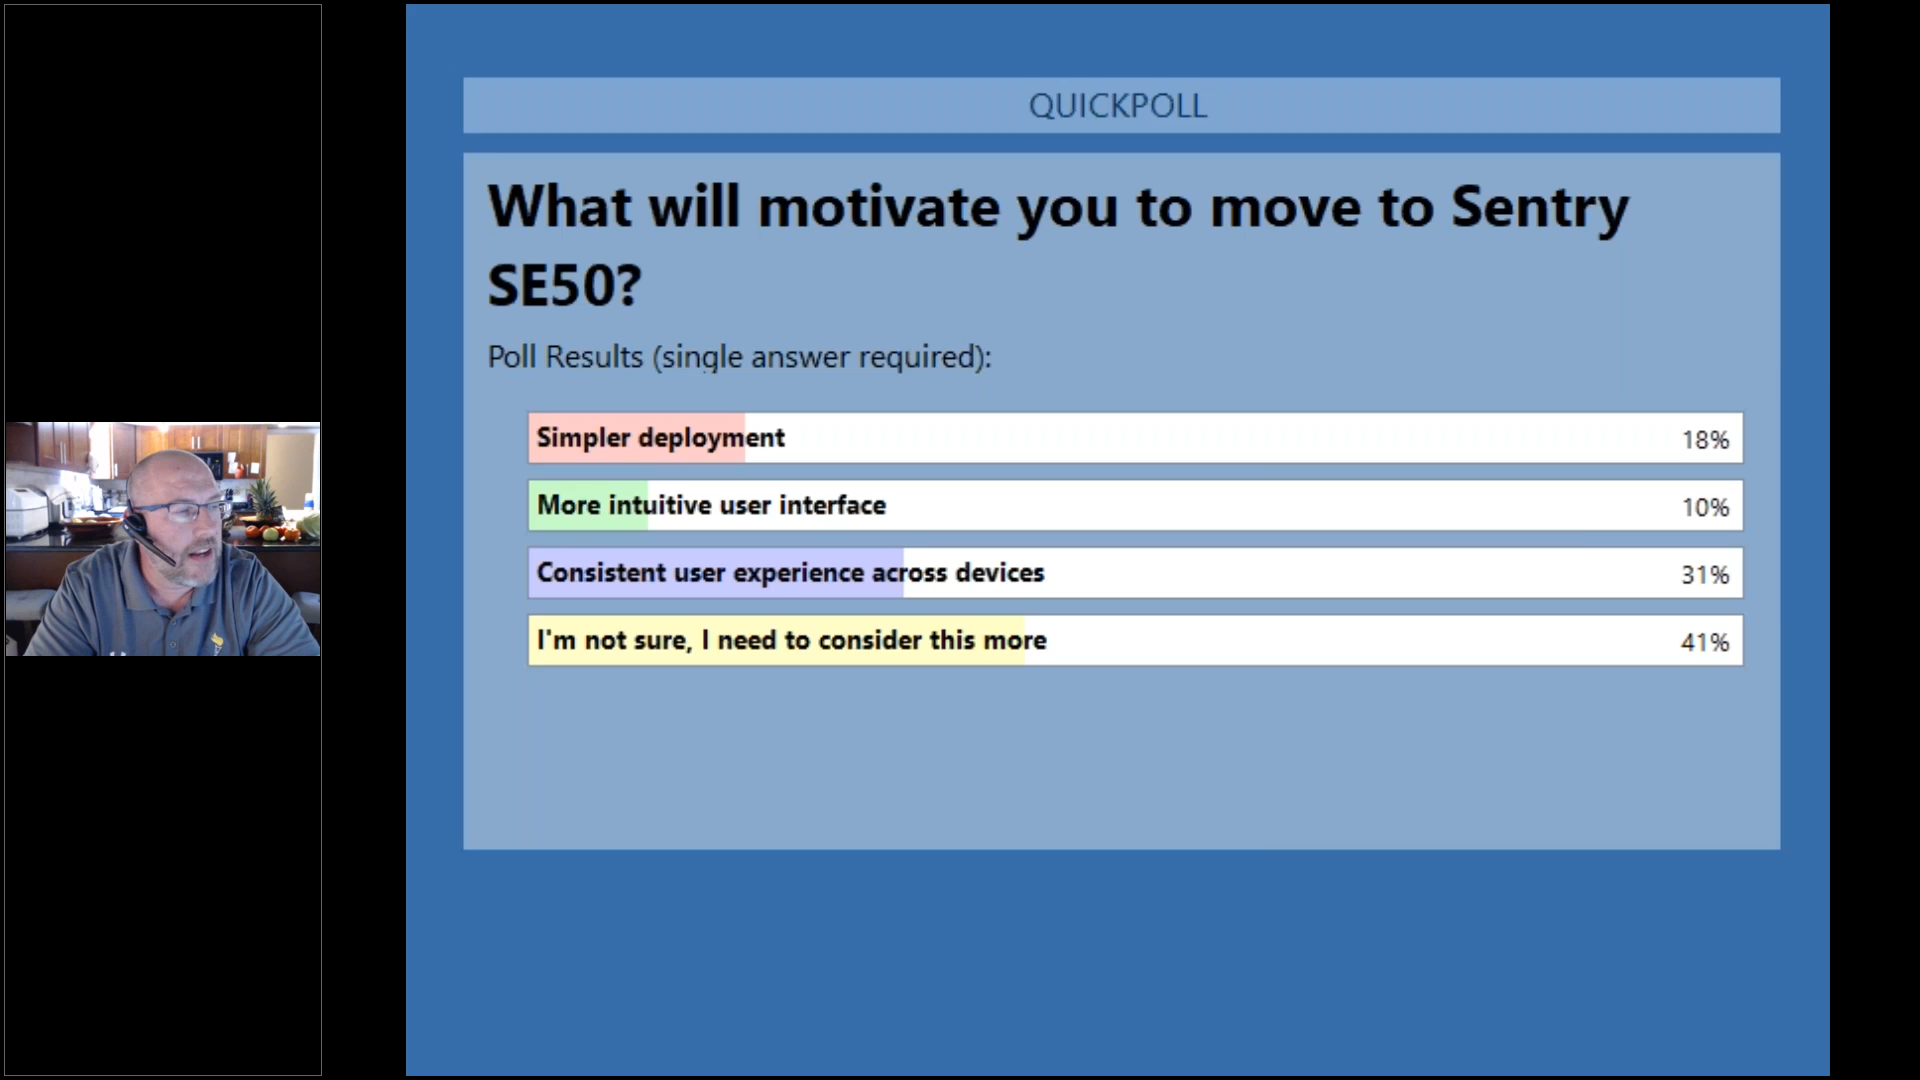 QUICKPOLL
What will motivate you to move to Sentry
SE50?
Poll Results (single answer required):
Simpler deployment 18%
More intuitive user interface 10%
Consistent user experience across devices 31%
I'm not sure, I need to consider this more 41%